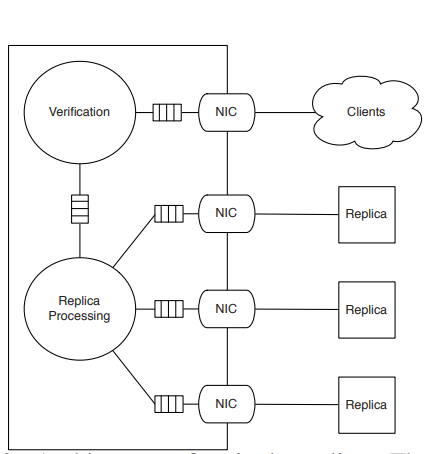 Verification
NIC
Clients
NIC
Replica
Replica
Processing
NIC
Replica
NIC
Replica